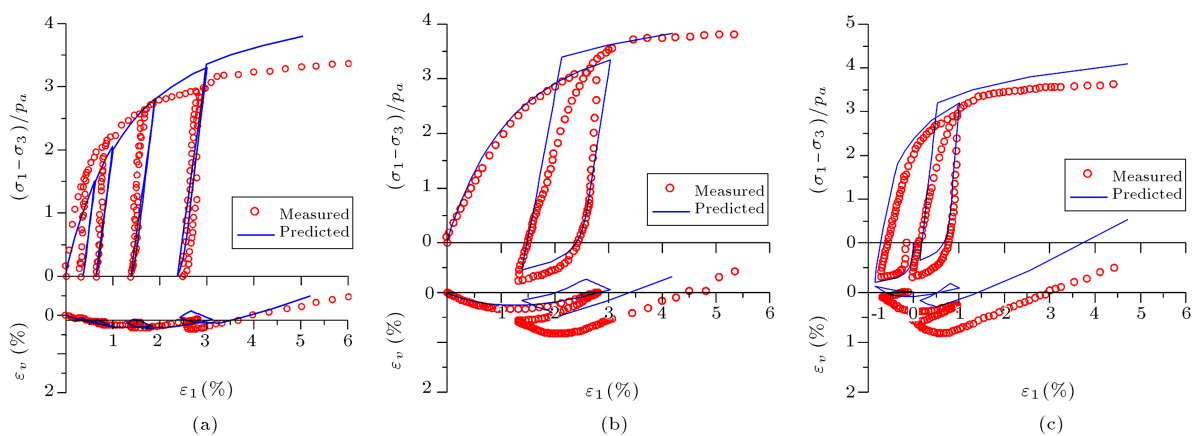 4
3
2
1
0
(σ1−σ3)/pa
Measured
Predicted
0
1
2
3
4
5
6
2
εv (%)
ε1 (%)
(a)
4
3
2
1
0
(σ1−σ3)/pa
Measured
Predicted
0
1
2
3
4
5
6
2
εv (%)
ε1 (%)
(b)
5
4
3
2
1
0
(σ1−σ3)/pa
Measured
Predicted
0
-1
0
1
2
3
4
5
6
1
2
εv (%)
ε1 (%)
(c)